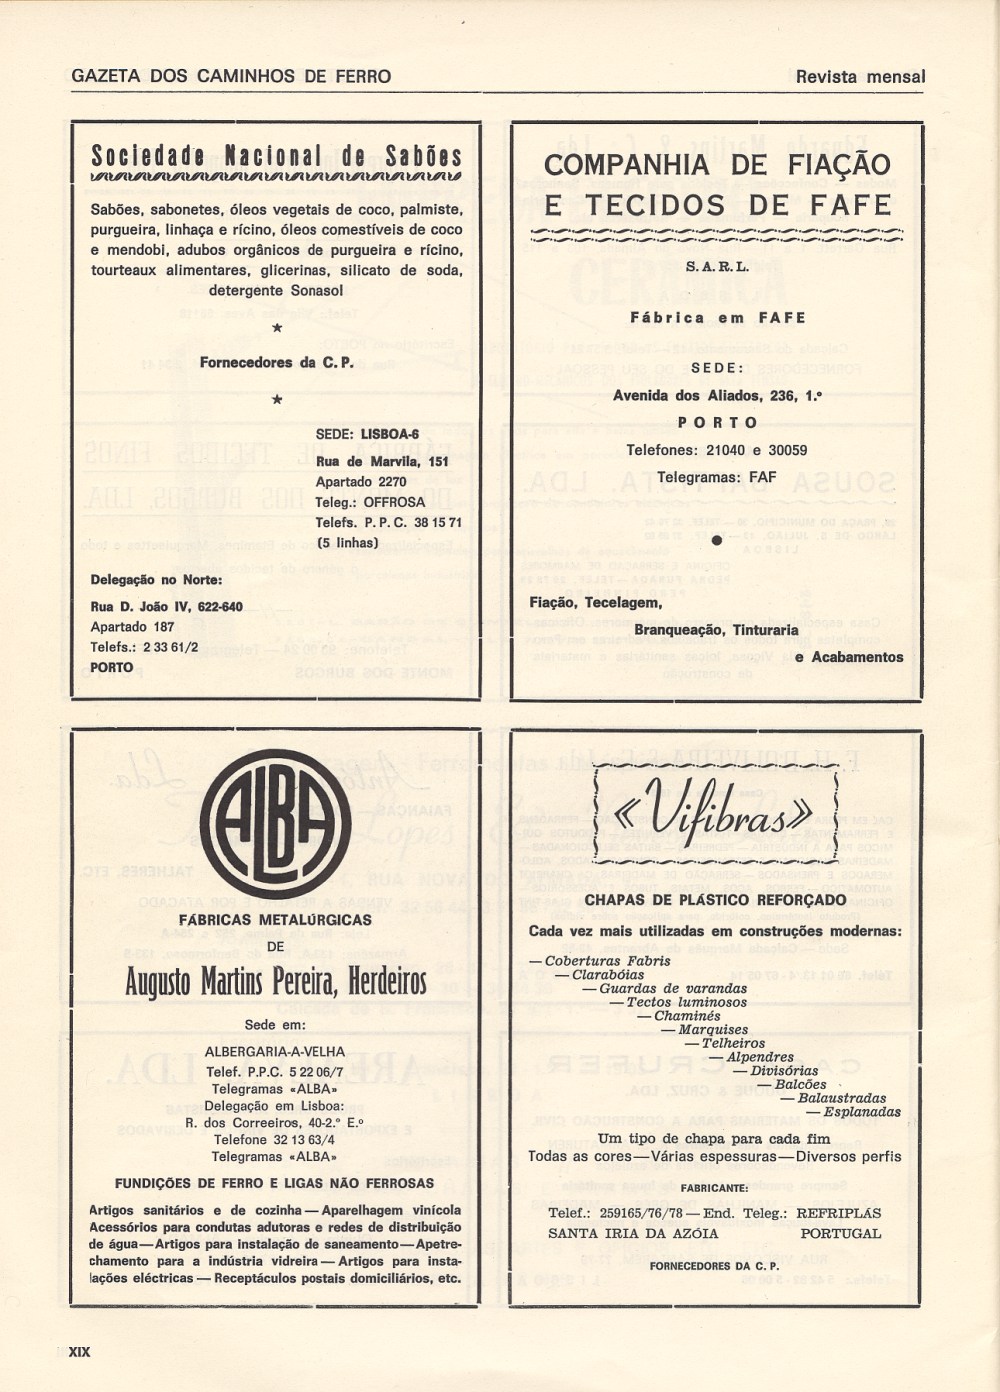 GAZETA DOS CAMINHOS DE FERRO
Revista mensal
Sociedade Nacional de Sabões
Sabões, sabonetes, óleos vegetais de coco, palmiste,
purgueira, linhaça e rícino, óleos comestíveis de coco
e mendobi, adubos orgânicos de purgueira e rícino,
tourteaux alimentares, glicerinas, silicato de soda,
detergente Sonasol
Fornecedores da C. P.
SEDE: LISBOA-6
Rua de Marvila, 151
Apartado 2270
Teleg.: OFFROSA
Telefs. P. P. C. 38 15 71
(5 linhas)
Delegação no Norte:
Rua D. João IV, 622-640
Apartado 187
Telefs.: 2 33 61/2
PORTO
COMPANHIA DE FIAÇÃO
E TECIDOS DE FAFE
S. A. R. L.
Fábrica em FAFE
SEDE:
Avenida dos Aliados, 236, 1.º
PORTO
Telefones: 21040 e 30059
Telegramas: FAF
Fiação, Tecelagem,
Branqueação, Tinturaria
e Acabamentos
ALBA
FÁBRICAS METALÚRGICAS
DE
Augusto Martins Pereira, Herdeiros
Sede em:
ALBERGARIA-A-VELHA
Telef. P.P.C. 5 22 06/7
Telegramas «ALBA»
Delegação em Lisboa:
R. dos Correeiros, 40-2.º E.º
Telefone 32 13 63/4
Telegramas «ALBA»
FUNDIÇÕES DE FERRO E LIGAS NÃO FERROSAS
Artigos sanitários e de cozinha — Aparelhagem vinícola
Acessórios para condutas adutoras e redes de distribuição
de água — Artigos para instalação de saneamento — Apetre-
chamento para a indústria vidreira — Artigos para insta-
lações eléctricas — Receptáculos postais domiciliários, etc.
«Vifibras»
CHAPAS DE PLÁSTICO REFORÇADO
Cada vez mais utilizadas em construções modernas:
— Coberturas Fabris
— Clarabóias
— Guardas de varandas
— Tectos luminosos
— Chaminés
— Marquises
— Telheiros
— Alpendres
— Divisórias
— Balcões
— Balaustradas
— Esplanadas
Um tipo de chapa para cada fim
Todas as cores — Várias espessuras — Diversos perfis
FABRICANTE:
Telef.: 259165/76/78 — End. Teleg.: REFRIPLÁS
SANTA IRIA DA AZÓIA PORTUGAL
FORNECEDORES DA C. P.
XIX